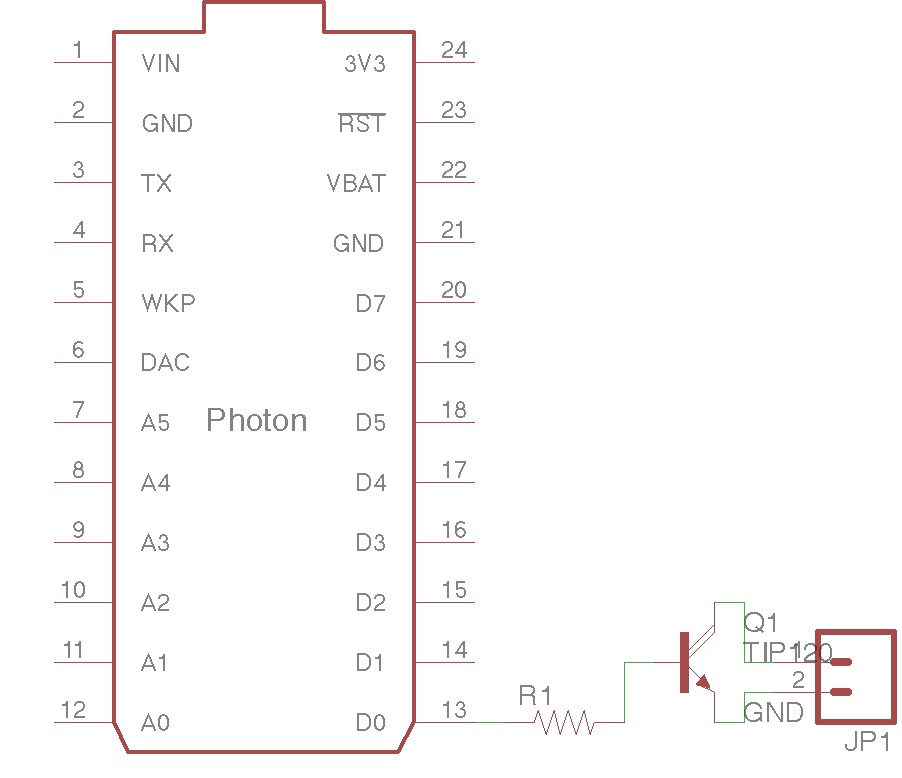 1 VIN 3V3 24
2 GND RST 23
3 TX VBAT 22
4 RX GND 21
5 WKP D7 20
6 DAC D6 19
7 A5 Photon D5 18
8 A4 D4 17
9 A3 D3 16
10 A2 D2 15
11 A1 D1 14
12 A0 D0 13
R1
Q1
TIP120
1
2
GND
JP1